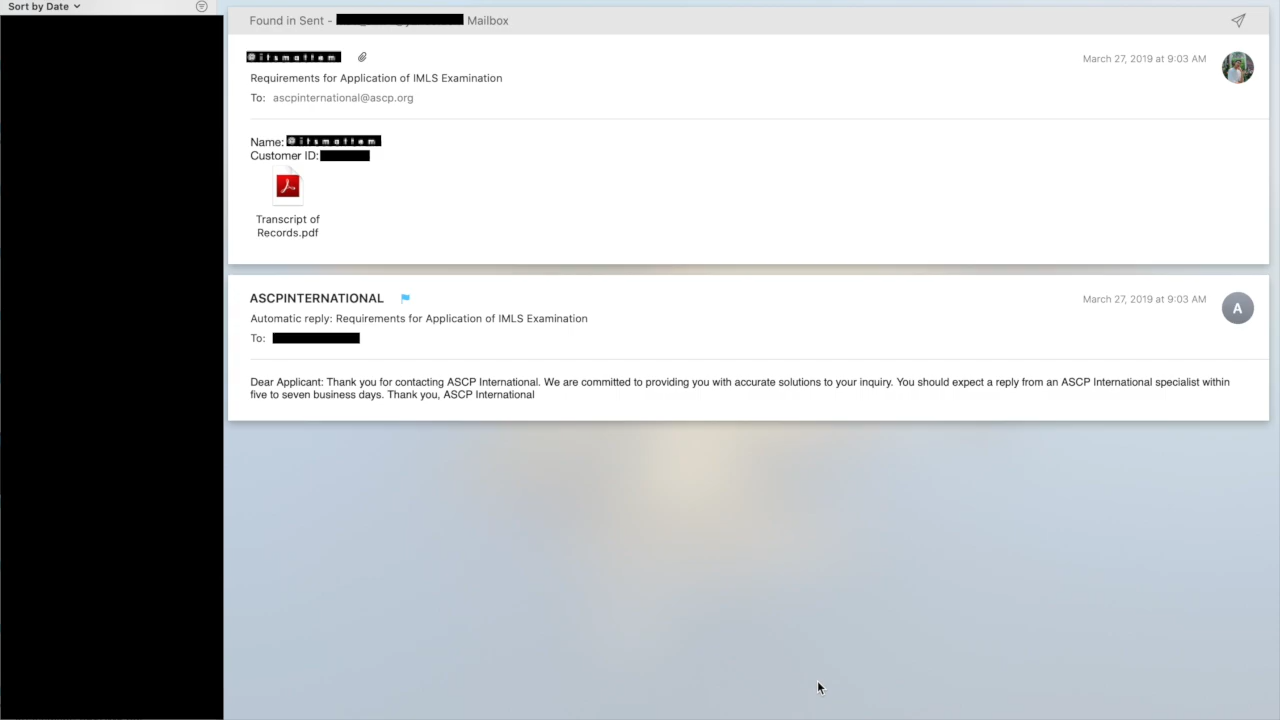 Sort by Date
Found in Sent - Mailbox
@itsmattem
March 27, 2019 at 9:03 AM
Requirements for Application of IMLS Examination
To: ascpinternational@ascp.org
Name: @itsmattem
Customer ID:
Transcript of
Records.pdf
ASCPINTERNATIONAL
March 27, 2019 at 9:03 AM
A
Automatic reply: Requirements for Application of IMLS Examination
To:
Dear Applicant: Thank you for contacting ASCP International. We are committed to providing you with accurate solutions to your inquiry. You should expect a reply from an ASCP International specialist within
five to seven business days. Thank you, ASCP International